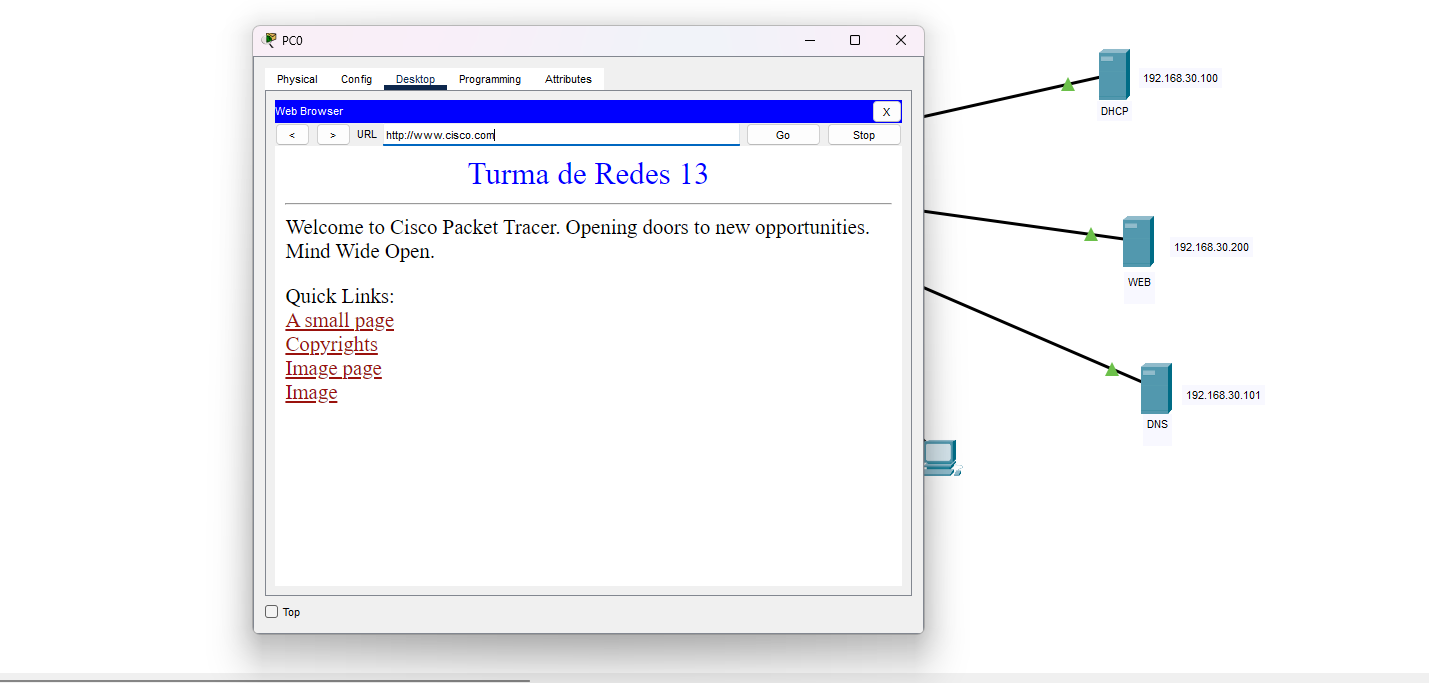 PC0
Physical Config Desktop Programming Attributes
Web Browser X
< > URL http://www.cisco.com Go Stop
Turma de Redes 13
Welcome to Cisco Packet Tracer. Opening doors to new opportunities.
Mind Wide Open.
Quick Links:
A small page
Copyrights
Image page
Image
Top
192.168.30.100
DHCP
192.168.30.200
WEB
192.168.30.101
DNS